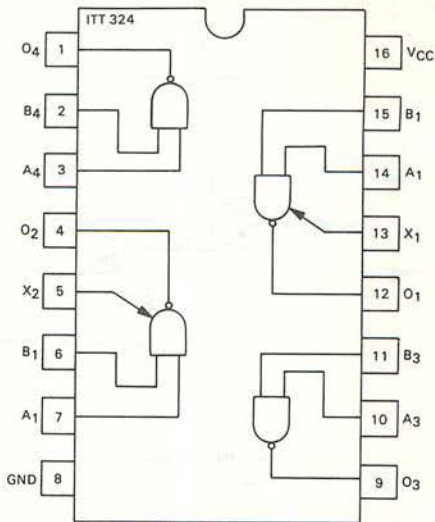 ITT 324
O4 1
B4 2
A4 3
O2 4
X2 5
B1 6
A1 7
GND 8
16 VCC
15 B1
14 A1
13 X1
12 O1
11 B3
10 A3
9 O3